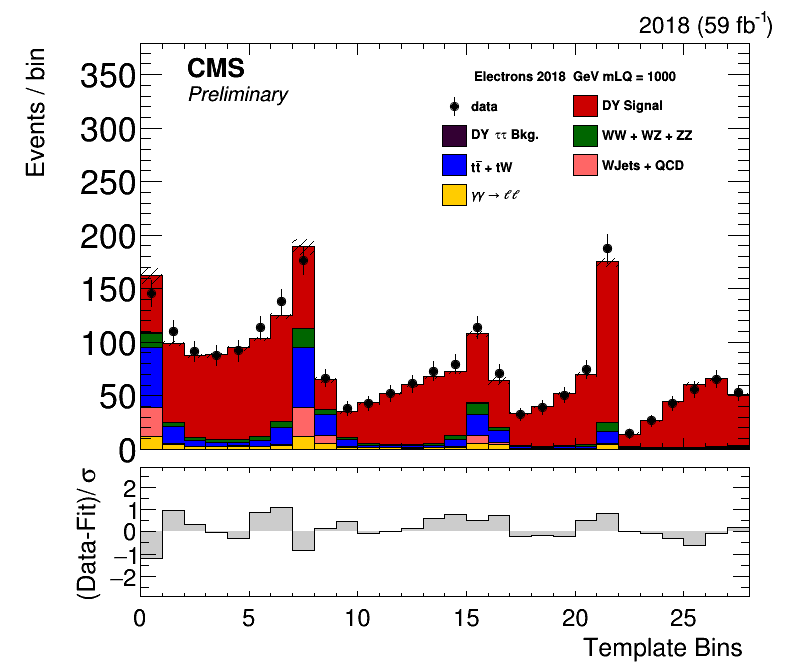 2018 (59 fb⁻¹)
CMS
Preliminary
Electrons 2018 GeV mLQ = 1000
data
DY Signal
DY ττ Bkg.
WW + WZ + ZZ
tt̅ + tW
WJets + QCD
γγ → ℓℓ
Events / bin
350
300
250
200
150
100
50
0
(Data-Fit)/ σ
2
1
0
−1
−2
0 5 10 15 20 25
Template Bins